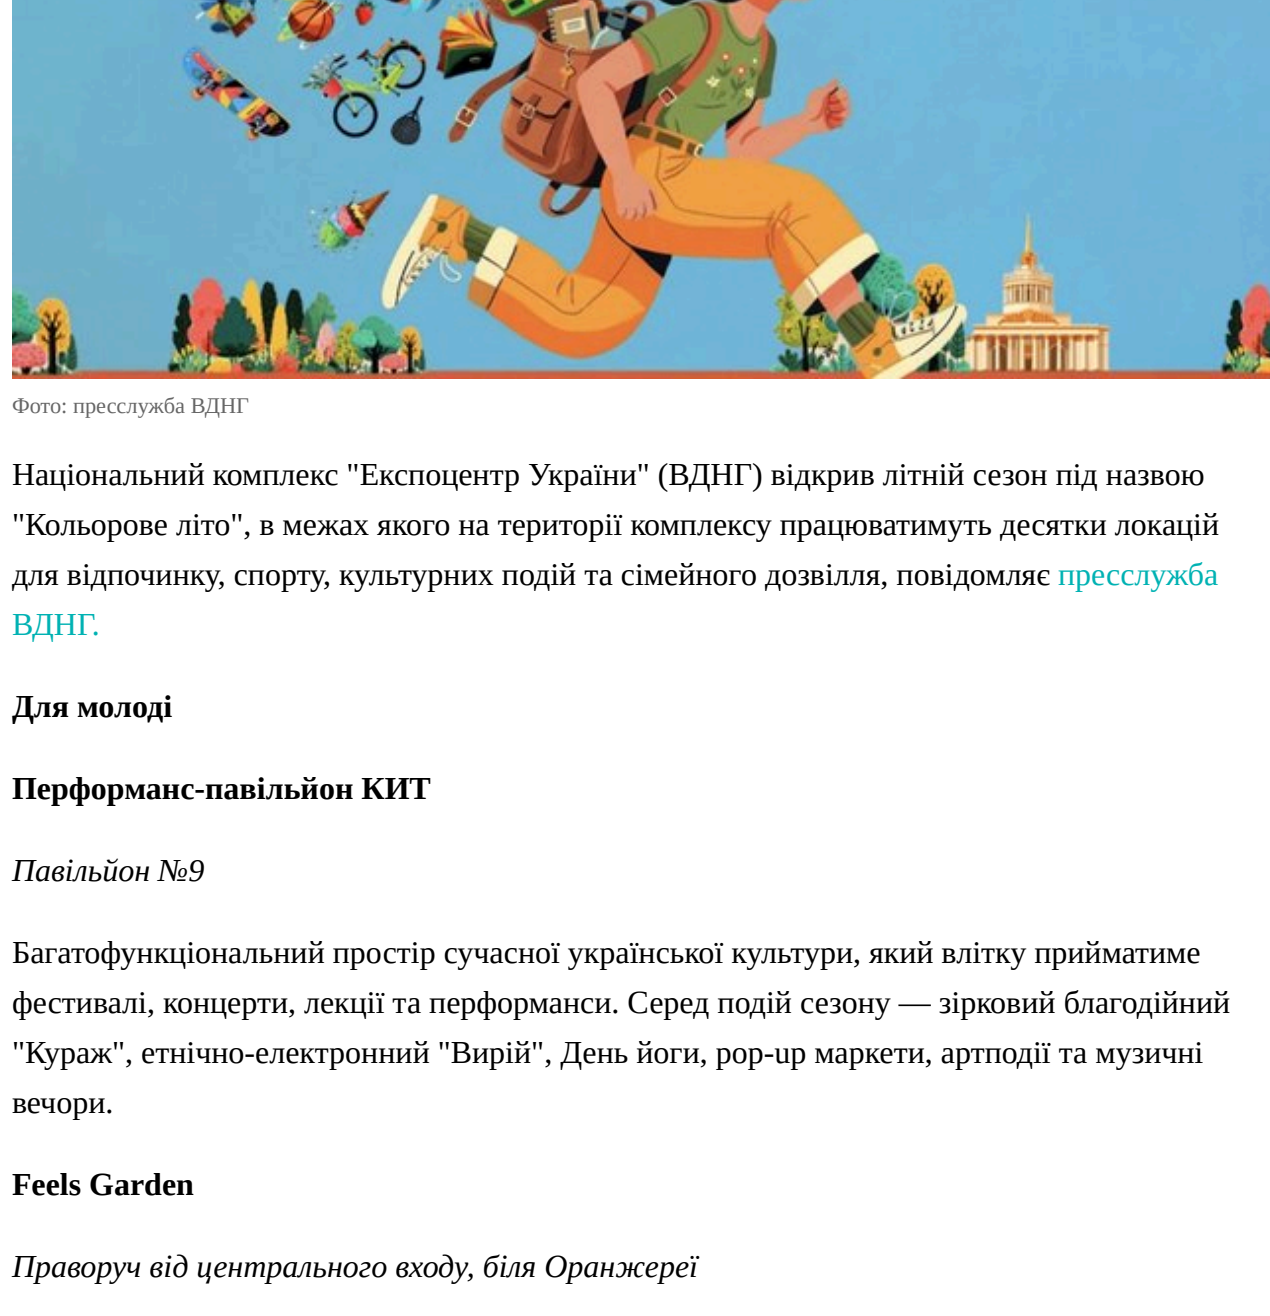 Фото: пресслужба ВДНГ
Національний комплекс "Експоцентр України" (ВДНГ) відкрив літній сезон під назвою
"Кольорове літо", в межах якого на території комплексу працюватимуть десятки локацій
для відпочинку, спорту, культурних подій та сімейного дозвілля, повідомляє пресслужба
ВДНГ.
Для молоді
Перформанс-павільйон КИТ
Павільйон №9
Багатофункціональний простір сучасної української культури, який влітку прийматиме
фестивалі, концерти, лекції та перформанси. Серед подій сезону — зірковий благодійний
"Кураж", етнічно-електронний "Вирій", День йоги, pop-up маркети, артподії та музичні
вечори.
Feels Garden
Праворуч від центрального входу, біля Оранжереї